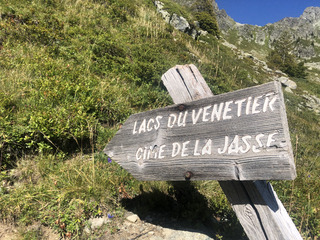 LACS DU VENETIER
CIME DE LA JASSE